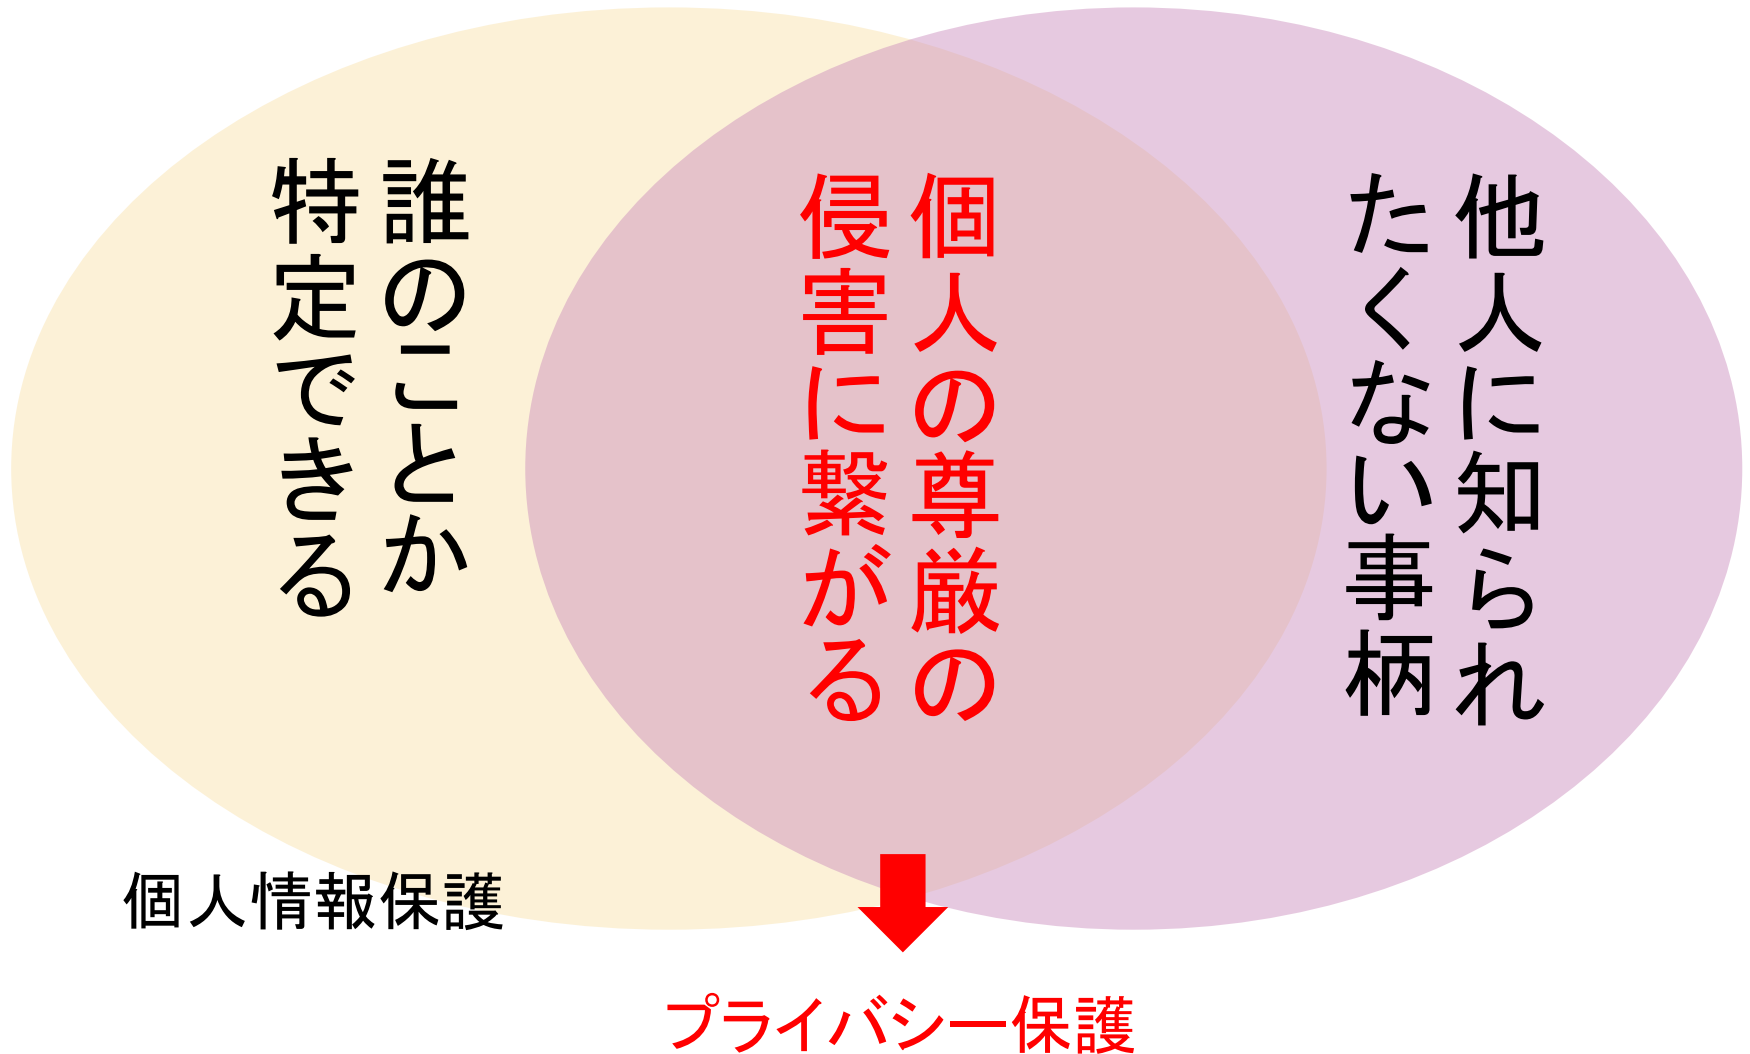 誰のことか
特定できる
個人の尊厳の
侵害に繋がる
他人に知られ
たくない事柄
個人情報保護
プライバシー保護